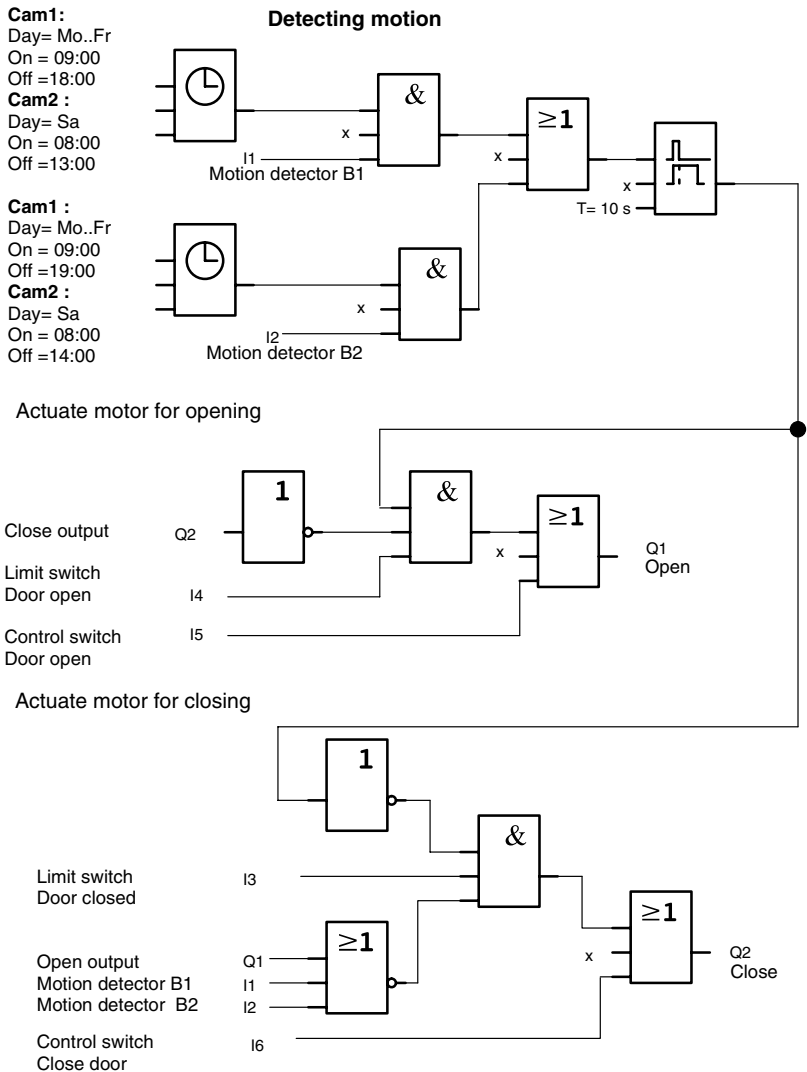 Cam1:
Day= Mo..Fr
On = 09:00
Off =18:00
Cam2 :
Day= Sa
On = 08:00
Off =13:00
Detecting motion
&
x
I1
Motion detector B1
≥1
x
x
T= 10 s
Cam1 :
Day= Mo..Fr
On = 09:00
Off =19:00
Cam2 :
Day= Sa
On = 08:00
Off =14:00
&
x
I2
Motion detector B2
Actuate motor for opening
1
&
≥1
Close output Q2
x
Q1
Open
Limit switch
Door open I4
Control switch I5
Door open
Actuate motor for closing
1
&
Limit switch I3
Door closed
≥1
≥1
Open output Q1
Motion detector B1 I1
Motion detector B2 I2
x
Q2
Close
Control switch I6
Close door